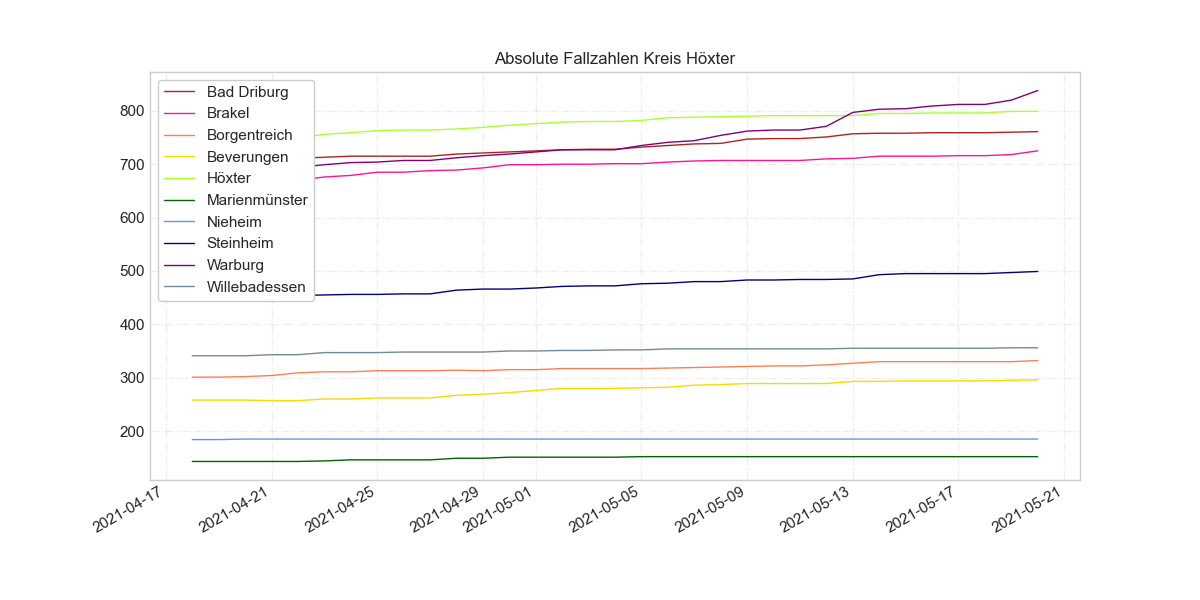 Absolute Fallzahlen Kreis Höxter
Bad Driburg
Brakel
Borgentreich
Beverungen
Höxter
Marienmünster
Nieheim
Steinheim
Warburg
Willebadessen
800
700
600
500
400
300
200
2021-04-17
2021-04-21
2021-04-25
2021-04-29
2021-05-01
2021-05-05
2021-05-09
2021-05-13
2021-05-17
2021-05-21